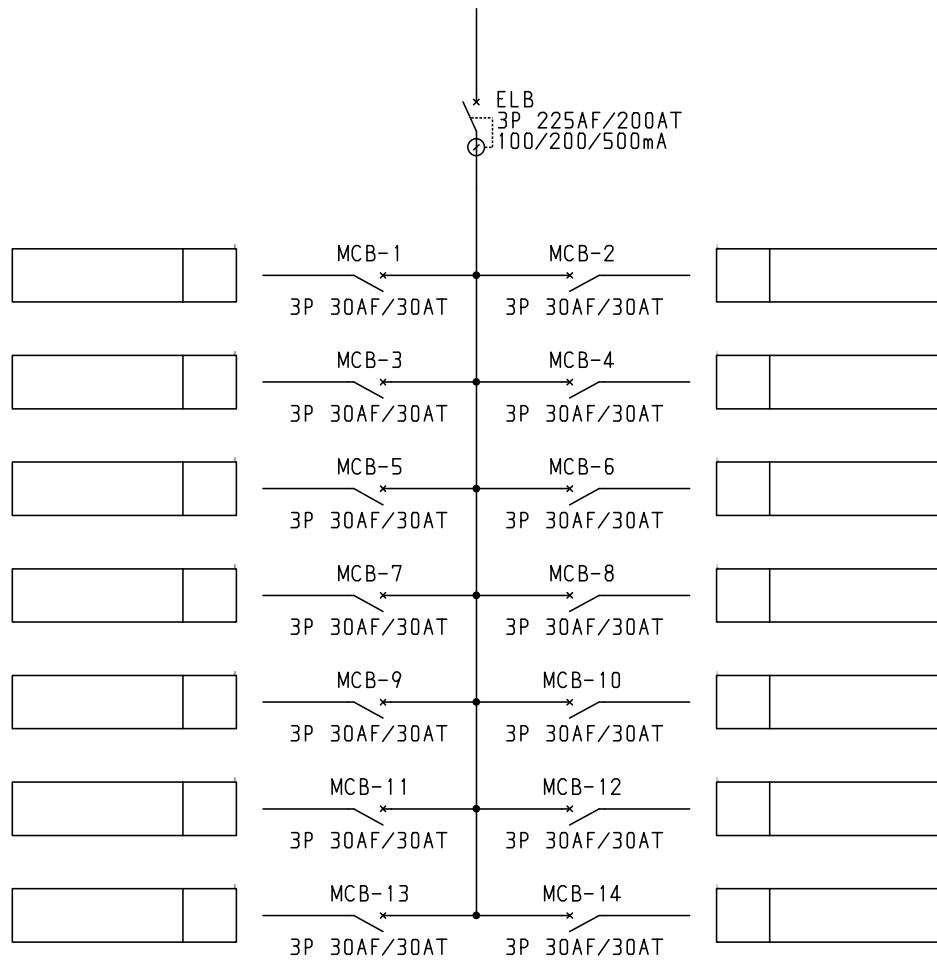 ELB
3P 225AF/200AT
100/200/500mA
MCB-1 MCB-2
3P 30AF/30AT 3P 30AF/30AT
MCB-3 MCB-4
3P 30AF/30AT 3P 30AF/30AT
MCB-5 MCB-6
3P 30AF/30AT 3P 30AF/30AT
MCB-7 MCB-8
3P 30AF/30AT 3P 30AF/30AT
MCB-9 MCB-10
3P 30AF/30AT 3P 30AF/30AT
MCB-11 MCB-12
3P 30AF/30AT 3P 30AF/30AT
MCB-13 MCB-14
3P 30AF/30AT 3P 30AF/30AT